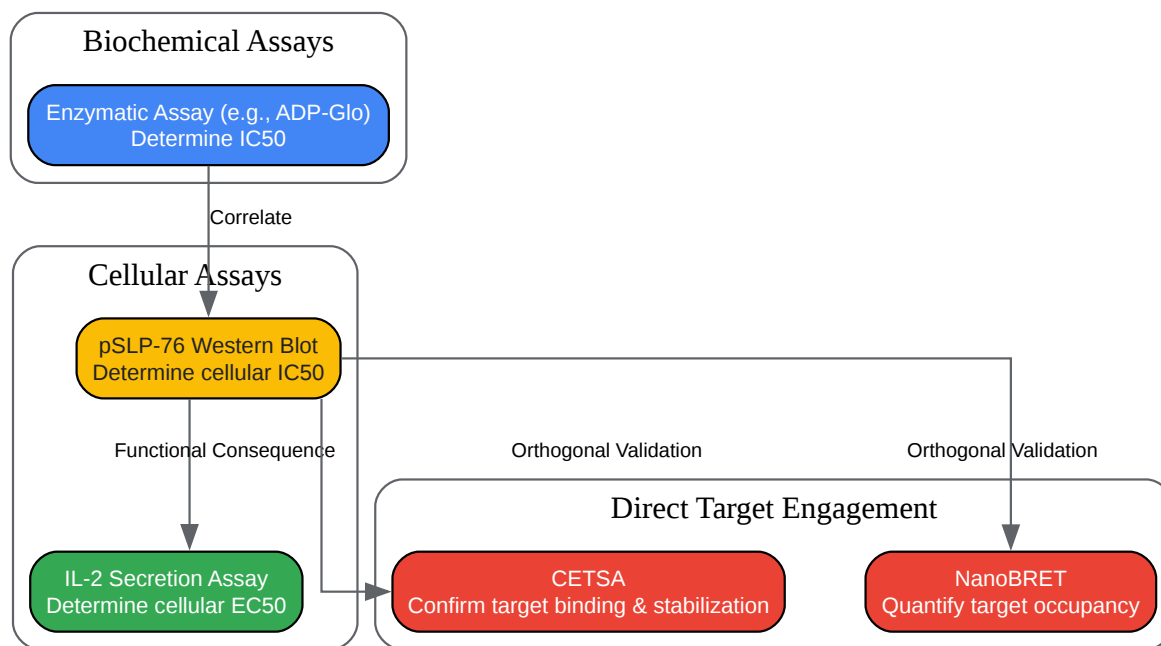 Biochemical Assays
Enzymatic Assay (e.g., ADP-Glo)
Determine IC50
Correlate
Cellular Assays
pSLP-76 Western Blot
Determine cellular IC50
Functional Consequence
Orthogonal Validation
Orthogonal Validation
Direct Target Engagement
IL-2 Secretion Assay
Determine cellular EC50
CETSA
Confirm target binding & stabilization
NanoBRET
Quantify target occupancy